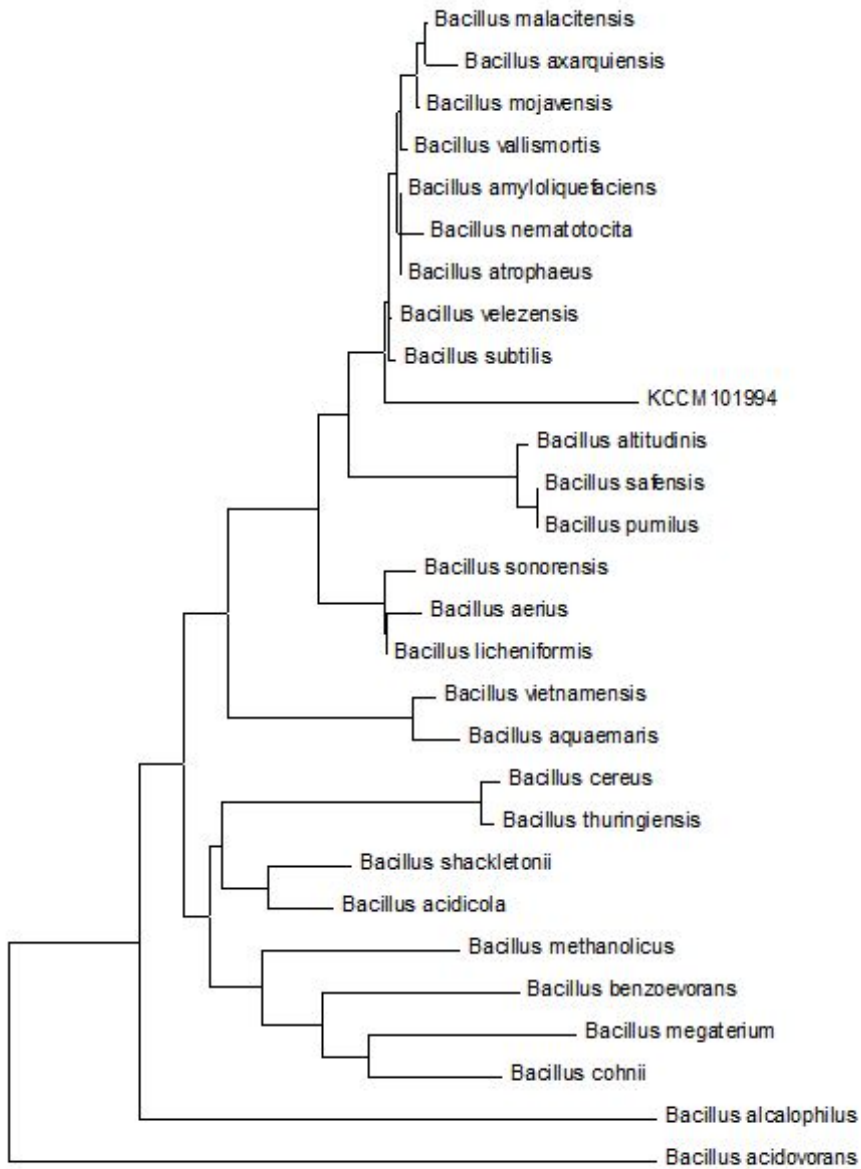 Bacillus malacitensis
Bacillus axarquiensis
Bacillus mojavensis
Bacillus vallismortis
Bacillus amyloliquefaciens
Bacillus nematotocita
Bacillus atrophaeus
Bacillus velezensis
Bacillus subtilis
KCCM101994
Bacillus altitudinis
Bacillus safensis
Bacillus pumilus
Bacillus sonorensis
Bacillus aerius
Bacillus licheniformis
Bacillus vietnamensis
Bacillus aquaemaris
Bacillus cereus
Bacillus thuringiensis
Bacillus shackletonii
Bacillus acidicola
Bacillus methanolicus
Bacillus benzoevorans
Bacillus megaterium
Bacillus cohnii
Bacillus alcalophilus
Bacillus acidovorans